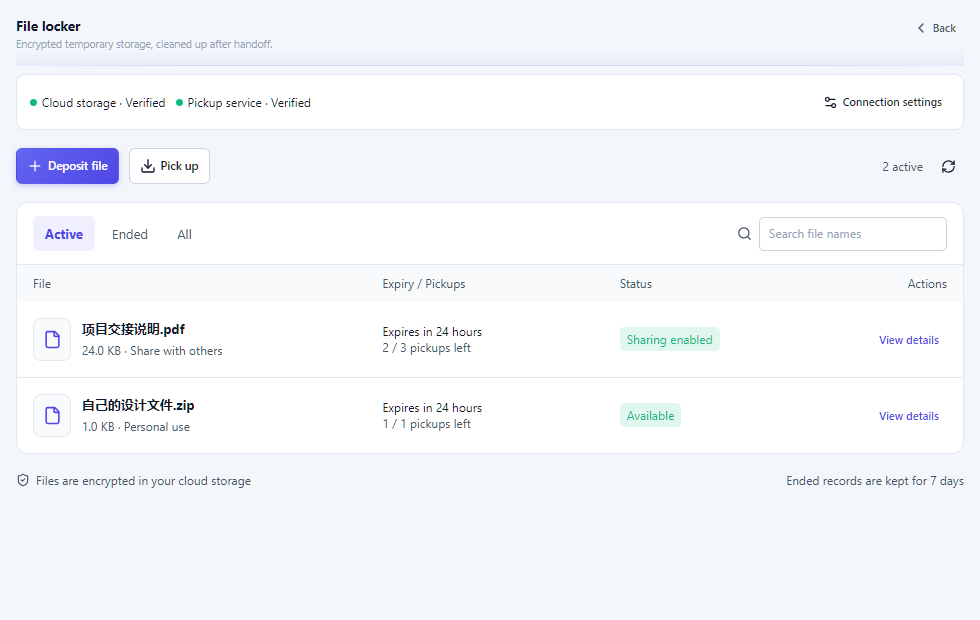 File locker
Back
Encrypted temporary storage, cleaned up after handoff.
Cloud storage · Verified
Pickup service · Verified
Connection settings
Deposit file
Pick up
2 active
Active
Ended
All
Search file names
File
Expiry / Pickups
Status
Actions
项目交接说明.pdf
24.0 KB · Share with others
Expires in 24 hours
2 / 3 pickups left
Sharing enabled
View details
自己的设计文件.zip
1.0 KB · Personal use
Expires in 24 hours
1 / 1 pickups left
Available
View details
Files are encrypted in your cloud storage
Ended records are kept for 7 days